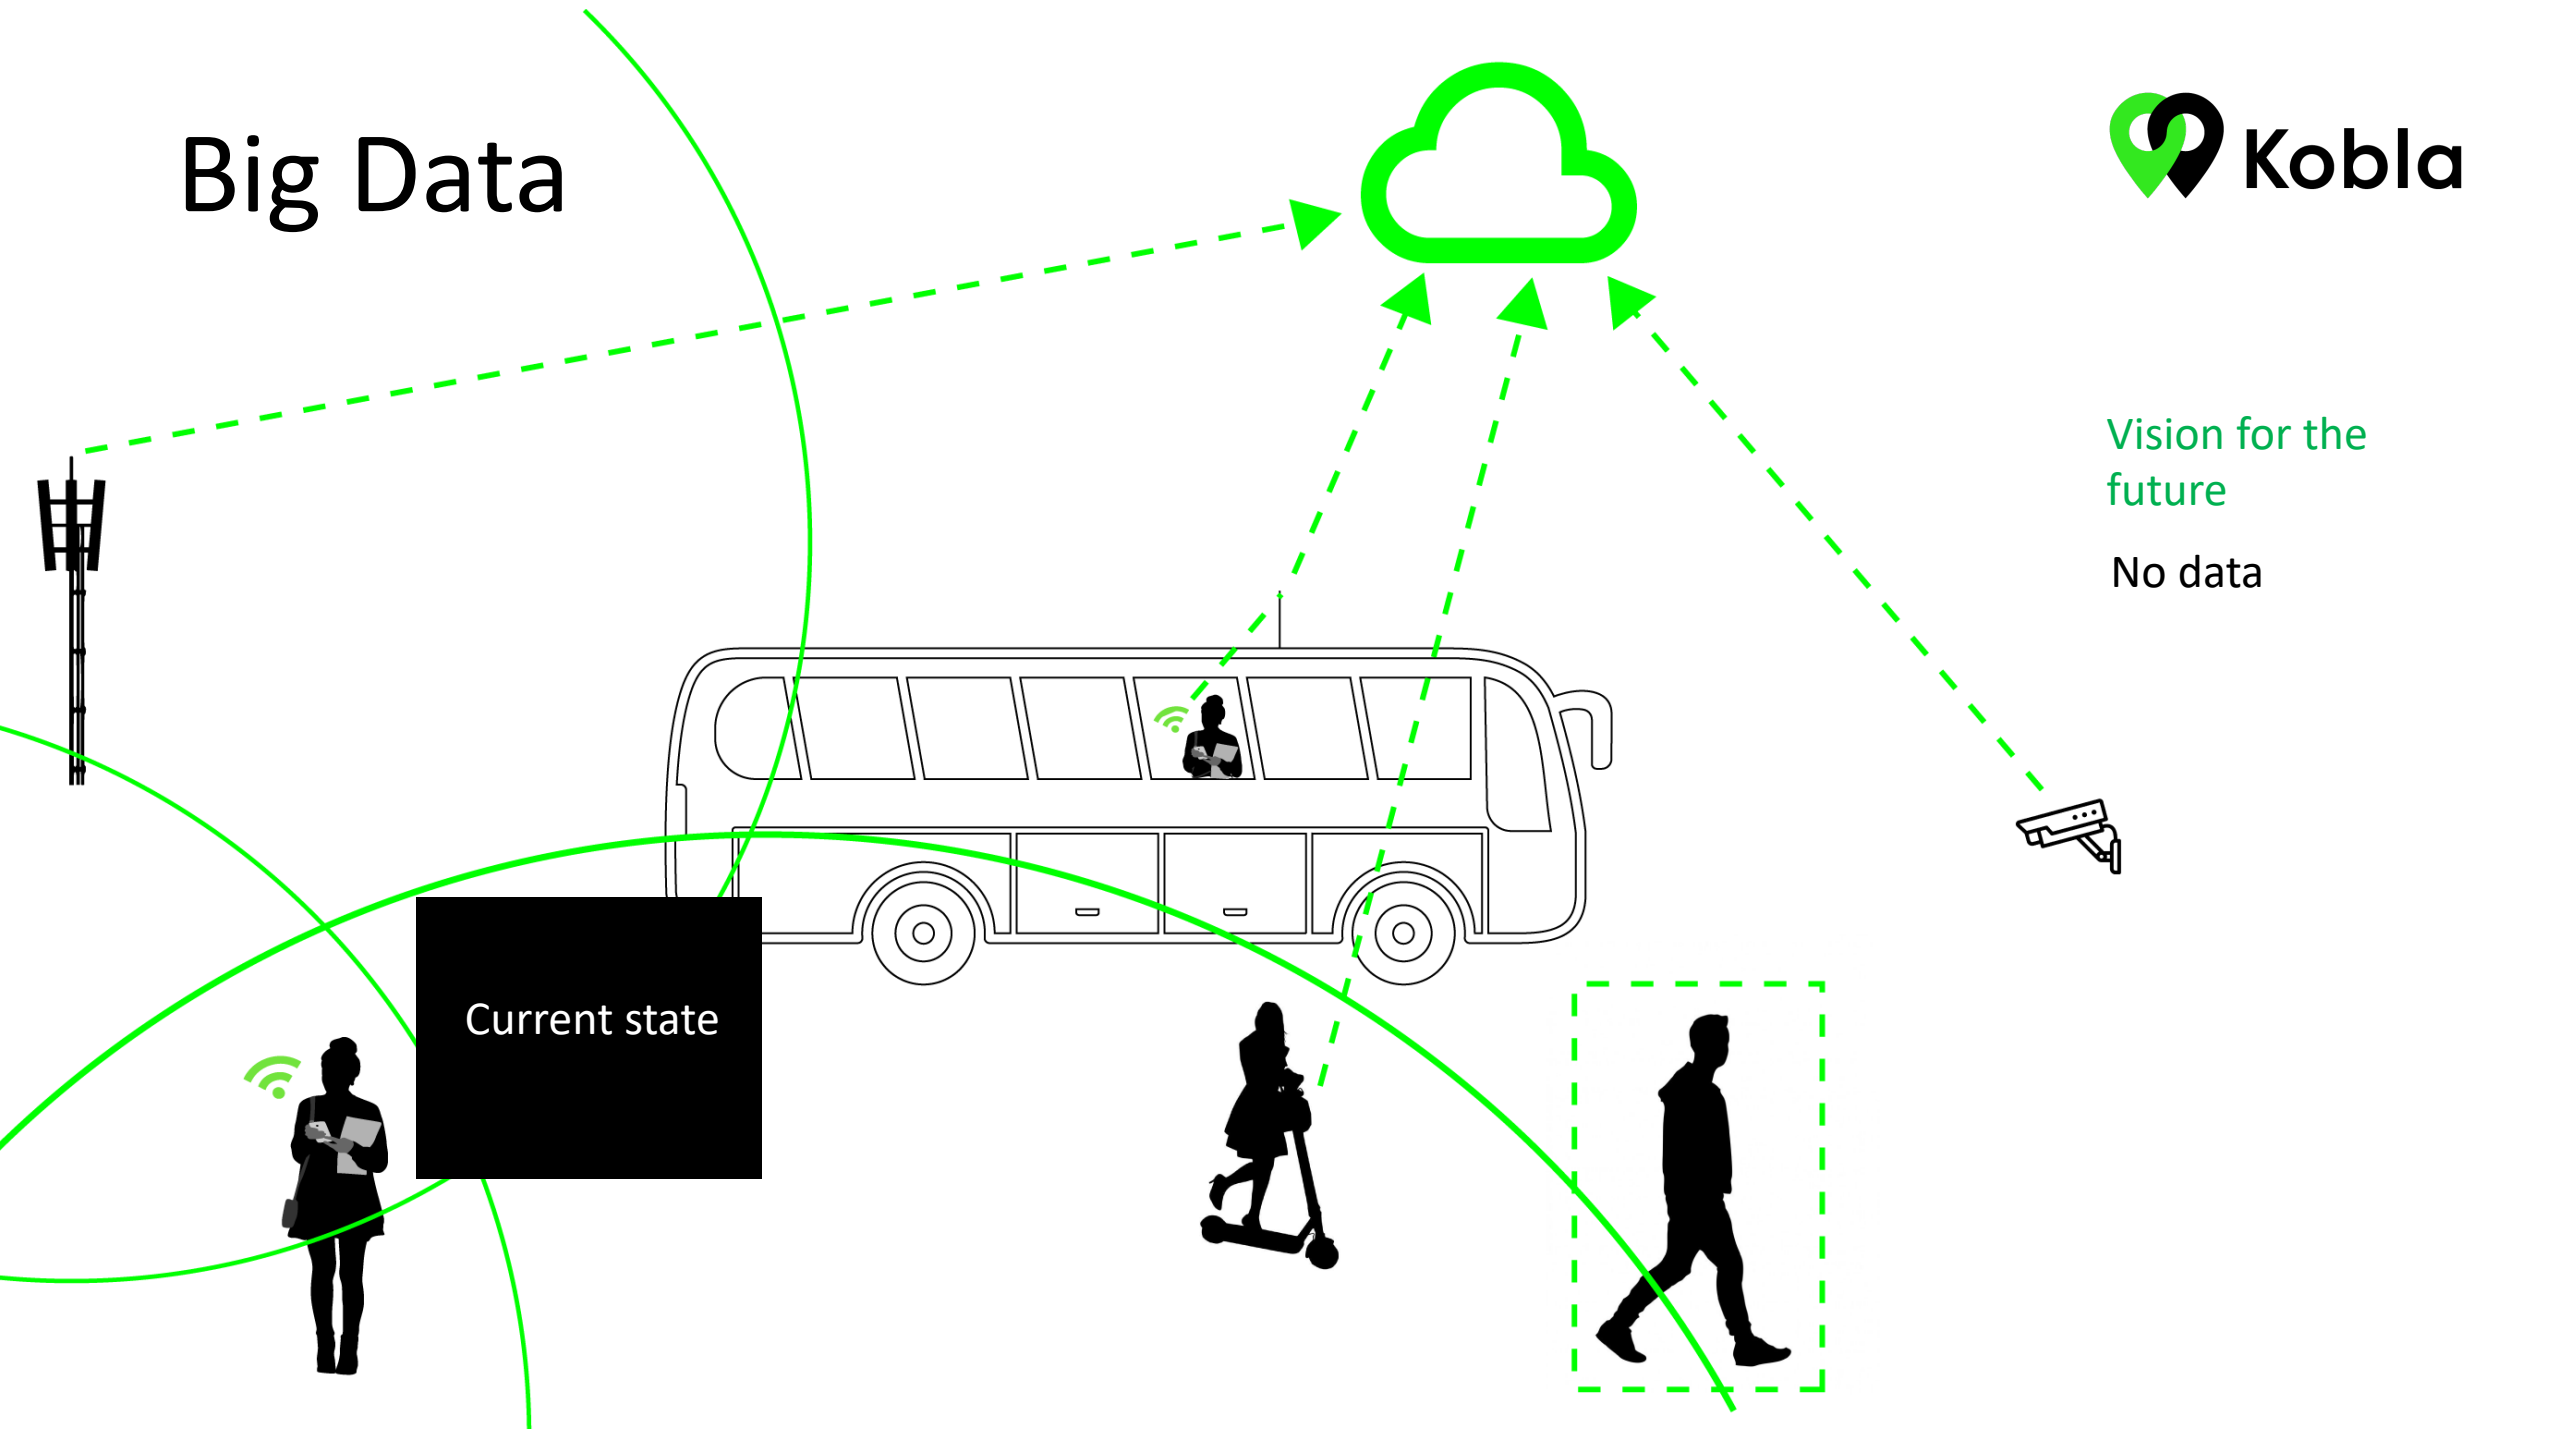 Big Data
Kobla
Vision for the
future
No data
Current state